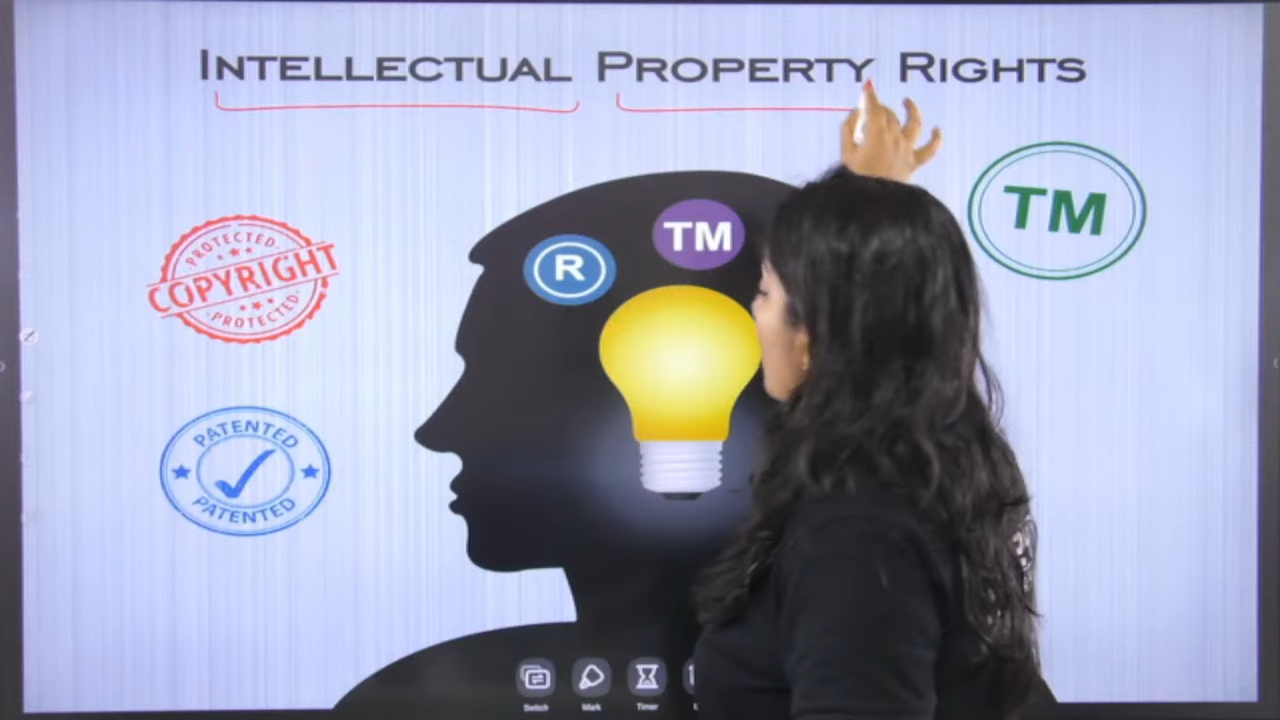 INTELLECTUAL PROPERTY RIGHTS
TM
TM
R
PROTECTED
COPYRIGHT
PROTECTED
PATENTED
PATENTED
Switch
Mark
Timer